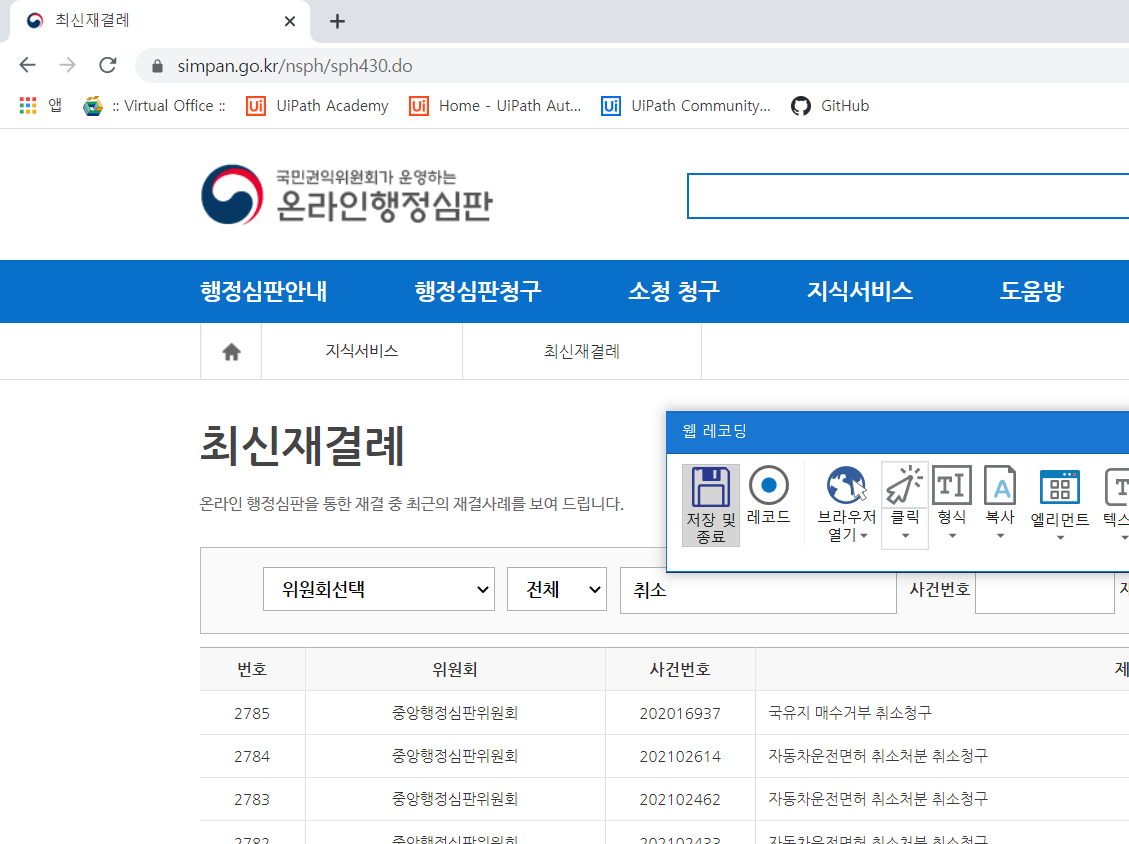 최신재결례
simpan.go.kr/nsph/sph430.do
앱 :: Virtual Office :: UiPath Academy Home - UiPath Aut... UiPath Community... GitHub
국민권익위원회가 운영하는
온라인행정심판
행정심판안내 행정심판청구 소청 청구 지식서비스 도움방
지식서비스 최신재결례
최신재결례
온라인 행정심판을 통한 재결 중 최근의 재결사례를 보여 드립니다.
웹 레코딩
저장 및 종료 레코드 브라우저 열기 클릭 형식 복사 엘리먼트 텍스
위원회선택 전체 취소 사건번호
번호 위원회 사건번호 제
2785 중앙행정심판위원회 202016937 국유지 매수거부 취소청구
2784 중앙행정심판위원회 202102614 자동차운전면허 취소처분 취소청구
2783 중앙행정심판위원회 202102462 자동차운전면허 취소처분 취소청구
2782 중앙행정심판위원회 202102433 자동차운전면허 취소처분 취소청구